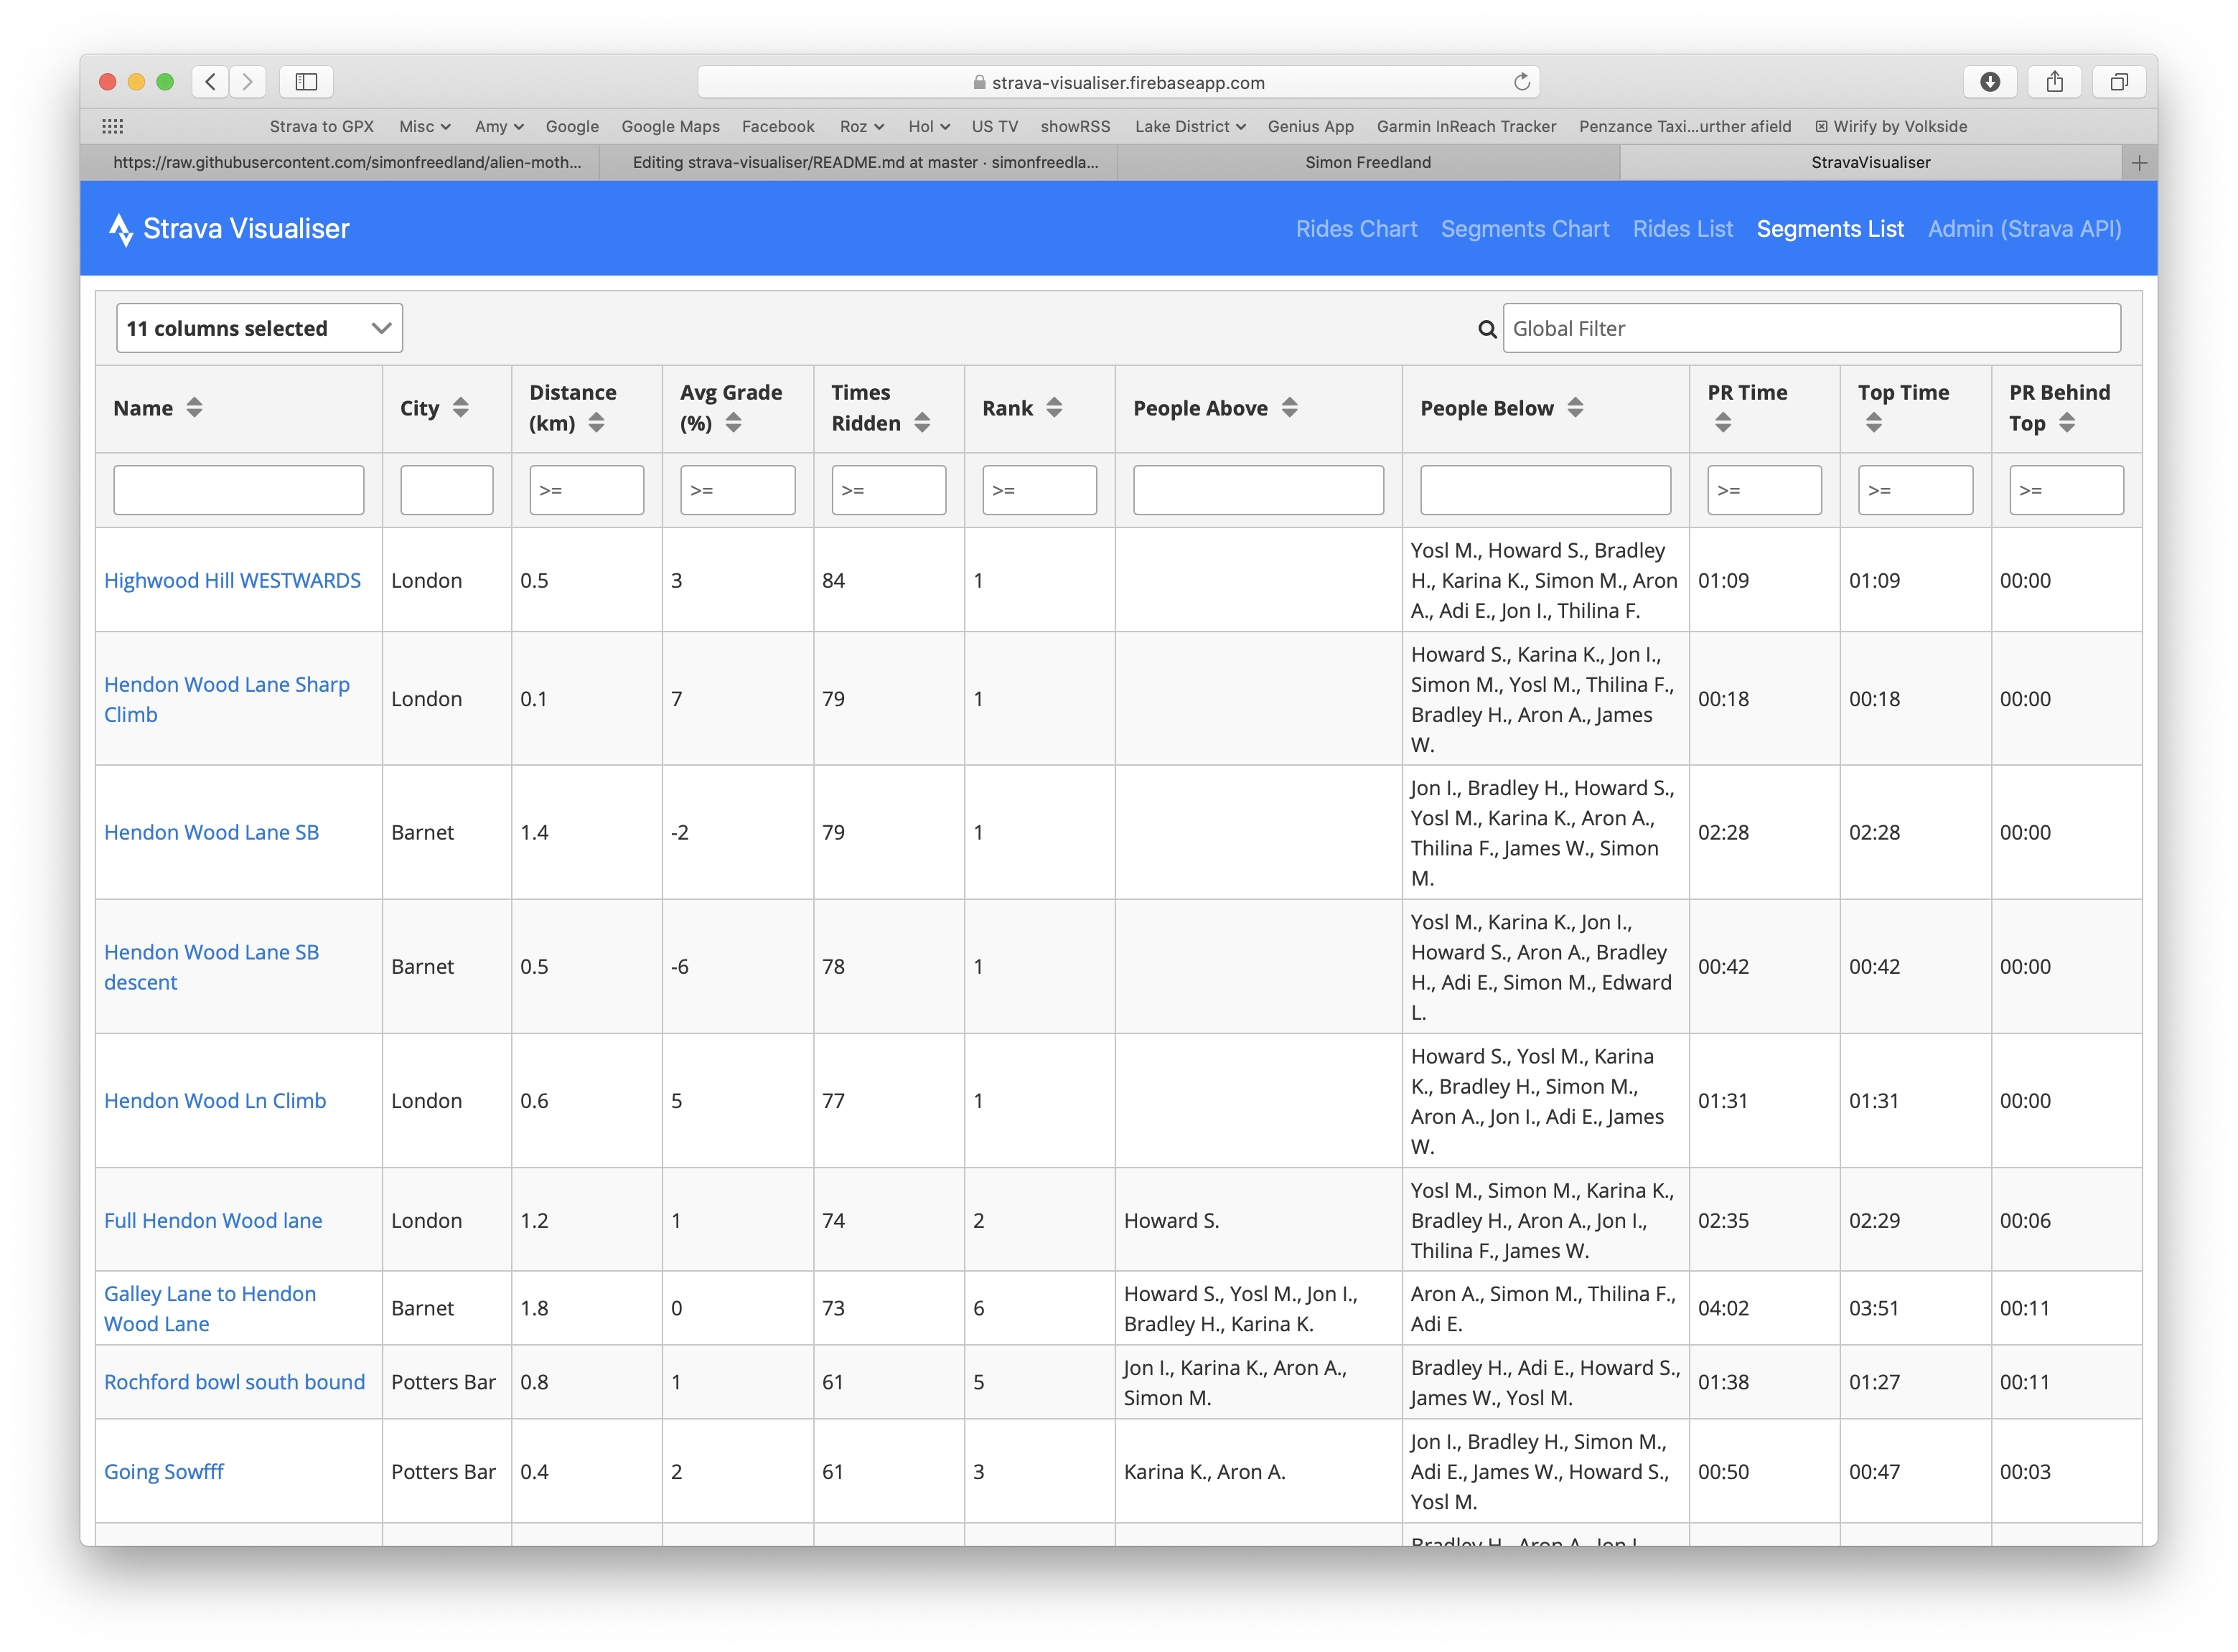 strava-visualiser.firebaseapp.com
Strava to GPX Misc Amy Google Google Maps Facebook Roz Hol US TV showRSS Lake District Genius App Garmin InReach Tracker Penzance Taxi...urther afield Wirify by Volkside
https://raw.githubusercontent.com/simonfreedland/alien-moth... Editing strava-visualiser/README.md at master · simonfreedla... Simon Freedland StravaVisualiser
Strava Visualiser Rides Chart Segments Chart Rides List Segments List Admin (Strava API)
11 columns selected Global Filter
Name City Distance (km) Avg Grade (%) Times Ridden Rank People Above People Below PR Time Top Time PR Behind Top
>= >= >= >= >= >= >=
Highwood Hill WESTWARDS London 0.5 3 84 1 Yosl M., Howard S., Bradley H., Karina K., Simon M., Aron A., Adi E., Jon I., Thilina F. 01:09 01:09 00:00
Hendon Wood Lane Sharp Climb London 0.1 7 79 1 Howard S., Karina K., Jon I., Simon M., Yosl M., Thilina F., Bradley H., Aron A., James W. 00:18 00:18 00:00
Hendon Wood Lane SB Barnet 1.4 -2 79 1 Jon I., Bradley H., Howard S., Yosl M., Karina K., Aron A., Thilina F., James W., Simon M. 02:28 02:28 00:00
Hendon Wood Lane SB descent Barnet 0.5 -6 78 1 Yosl M., Karina K., Jon I., Howard S., Aron A., Bradley H., Adi E., Simon M., Edward L. 00:42 00:42 00:00
Hendon Wood Ln Climb London 0.6 5 77 1 Howard S., Yosl M., Karina K., Bradley H., Simon M., Aron A., Jon I., Adi E., James W. 01:31 01:31 00:00
Full Hendon Wood lane London 1.2 1 74 2 Howard S. Yosl M., Simon M., Karina K., Bradley H., Aron A., Jon I., Thilina F., James W. 02:35 02:29 00:06
Galley Lane to Hendon Wood Lane Barnet 1.8 0 73 6 Howard S., Yosl M., Jon I., Bradley H., Karina K. Aron A., Simon M., Thilina F., Adi E. 04:02 03:51 00:11
Rochford bowl south bound Potters Bar 0.8 1 61 5 Jon I., Karina K., Aron A., Simon M. Bradley H., Adi E., Howard S., James W., Yosl M. 01:38 01:27 00:11
Going Sowfff Potters Bar 0.4 2 61 3 Karina K., Aron A. Jon I., Bradley H., Simon M., Adi E., James W., Howard S., Yosl M. 00:50 00:47 00:03
Bradley H., Aron A., Jon I.